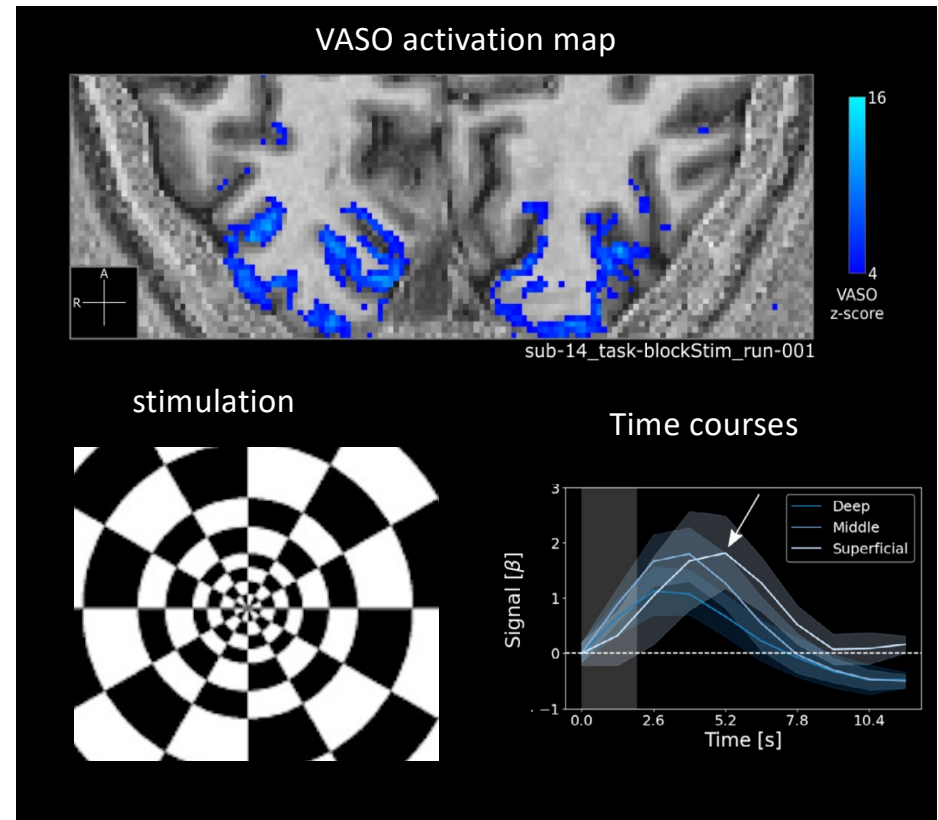 VASO activation map
16
4
VASO
z-score
A
R
sub-14_task-blockStim_run-001
stimulation
Time courses
3
2
1
0
-1
Signal [β]
Deep
Middle
Superficial
0.0 2.6 5.2 7.8 10.4
Time [s]